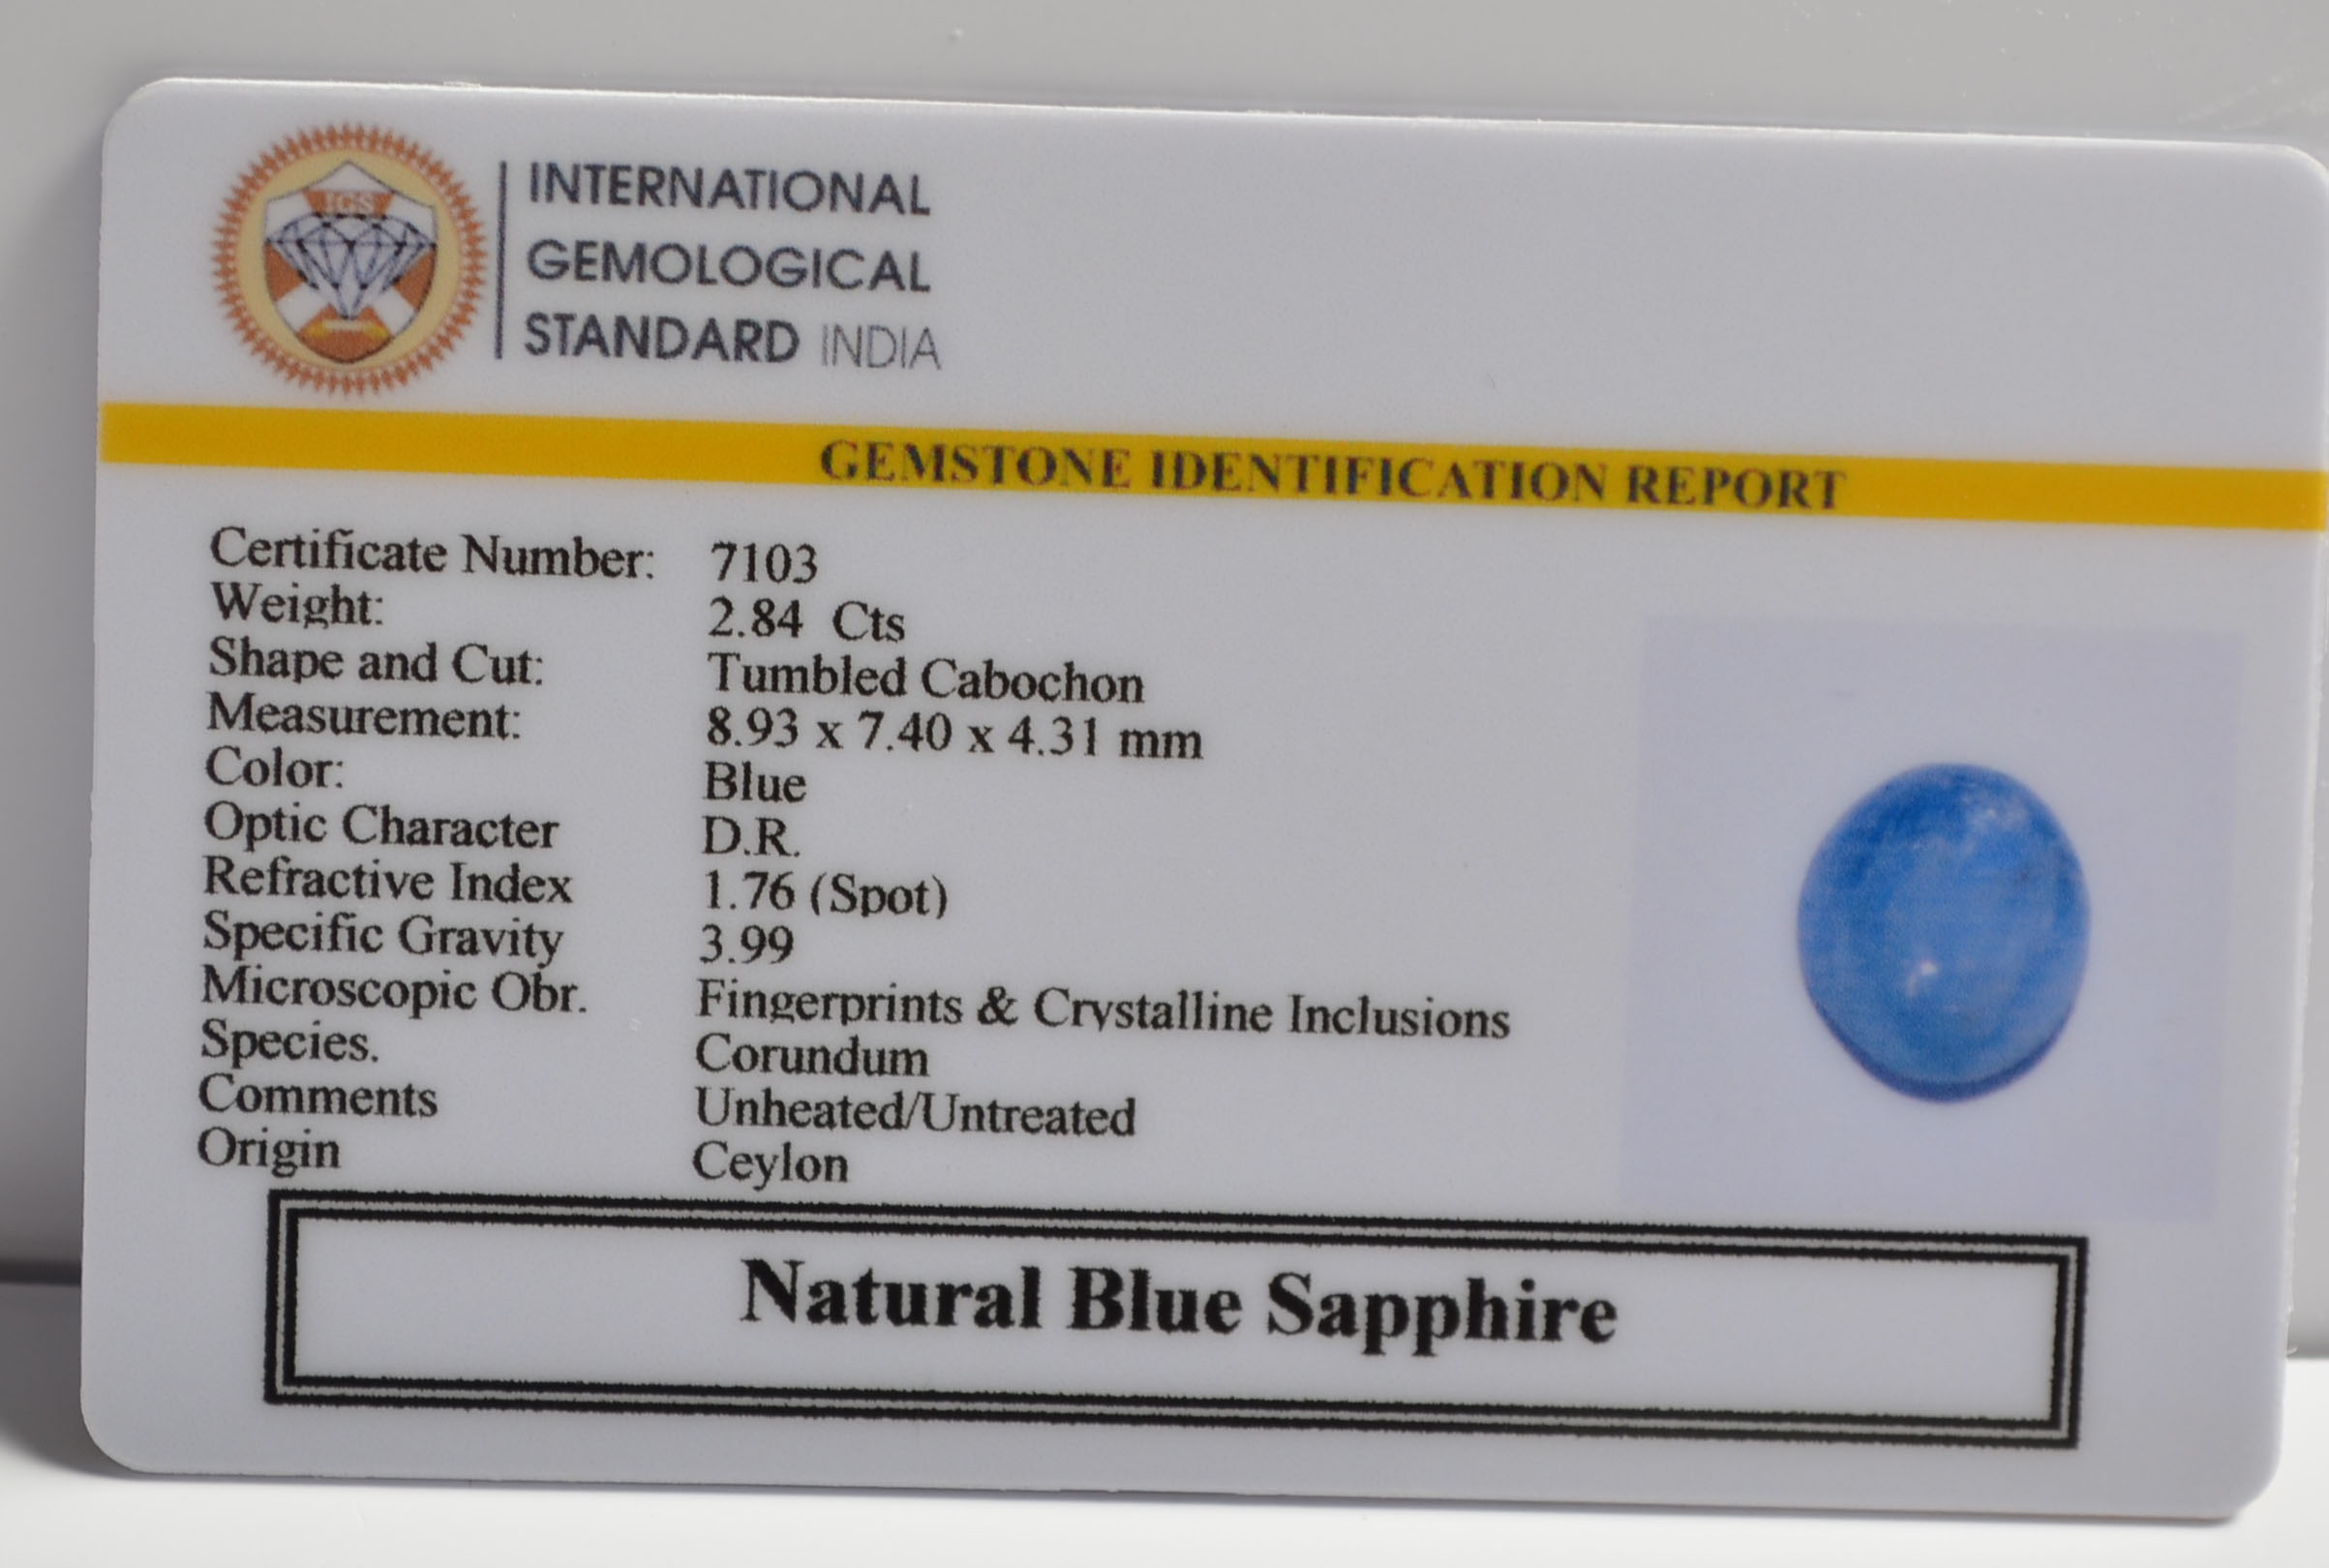 IGS
INTERNATIONAL
GEMOLOGICAL
STANDARD INDIA
GEMSTONE IDENTIFICATION REPORT
Certificate Number: 7103
Weight: 2.84 Cts
Shape and Cut: Tumbled Cabochon
Measurement: 8.93 x 7.40 x 4.31 mm
Color: Blue
Optic Character D.R.
Refractive Index 1.76 (Spot)
Specific Gravity 3.99
Microscopic Obr. Fingerprints & Crystalline Inclusions
Species. Corundum
Comments Unheated/Untreated
Origin Ceylon
Natural Blue Sapphire